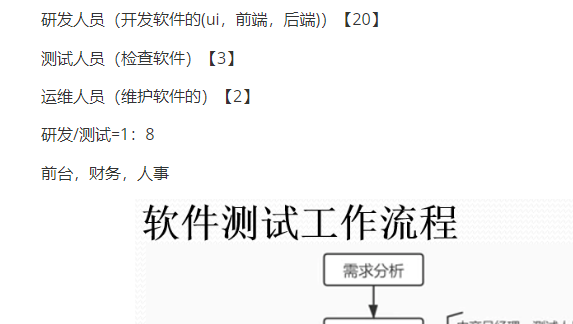 研发人员（开发软件的(ui，前端，后端)）【20】
测试人员（检查软件）【3】
运维人员（维护软件的）【2】
研发/测试=1：8
前台，财务，人事
软件测试工作流程
需求分析